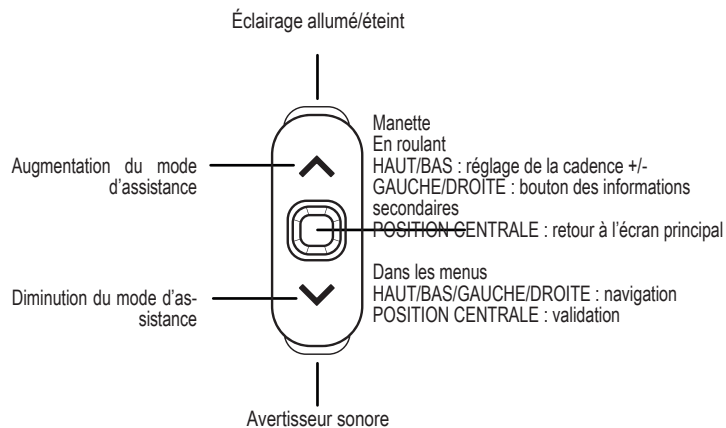 Éclairage allumé/éteint
Augmentation du mode
d'assistance
Manette
En roulant
HAUT/BAS : réglage de la cadence +/-
GAUCHE/DROITE : bouton des informations
secondaires
POSITION CENTRALE : retour à l'écran principal
Dans les menus
HAUT/BAS/GAUCHE/DROITE : navigation
POSITION CENTRALE : validation
Diminution du mode d'as-
sistance
Avertisseur sonore